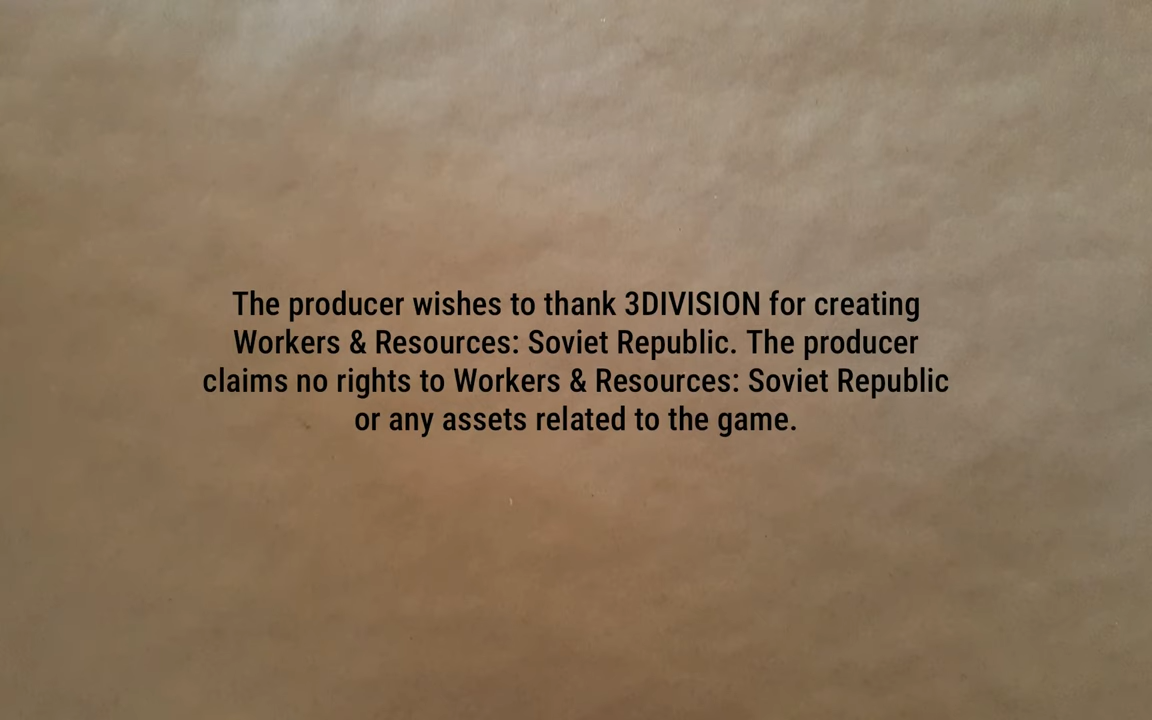 The producer wishes to thank 3DIVISION for creating
Workers & Resources: Soviet Republic. The producer
claims no rights to Workers & Resources: Soviet Republic
or any assets related to the game.